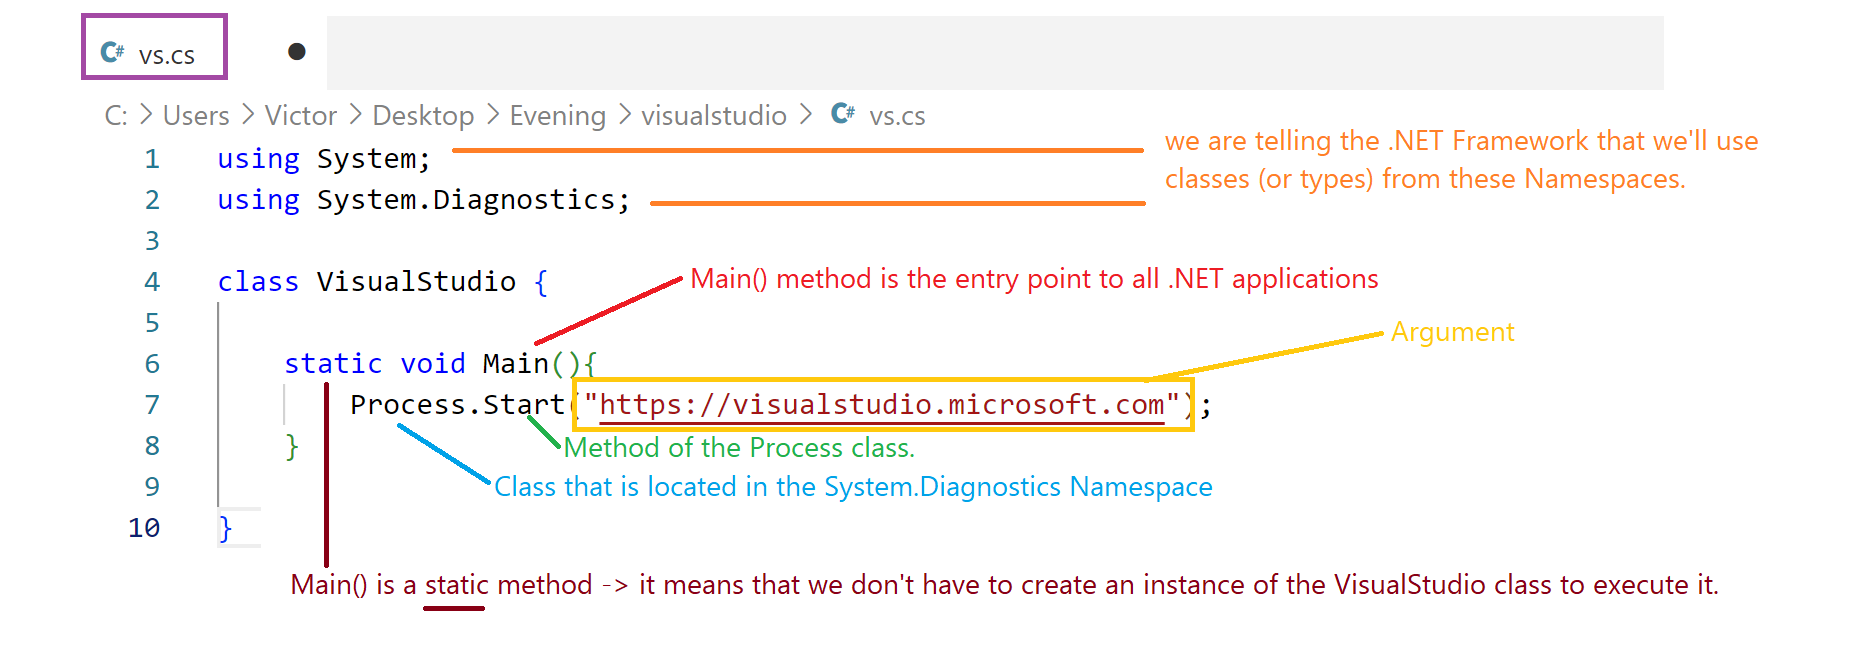 C# vs.cs ●
C: > Users > Victor > Desktop > Evening > visualstudio > C# vs.cs
we are telling the .NET Framework that we'll use
1 using System;
classes (or types) from these Namespaces.
2 using System.Diagnostics;
3
4 class VisualStudio {
Main() method is the entry point to all .NET applications
5
Argument
6 static void Main(){
7 Process.Start("https://visualstudio.microsoft.com");
8 }
Method of the Process class.
9
Class that is located in the System.Diagnostics Namespace
10 }
Main() is a static method -> it means that we don't have to create an instance of the VisualStudio class to execute it.